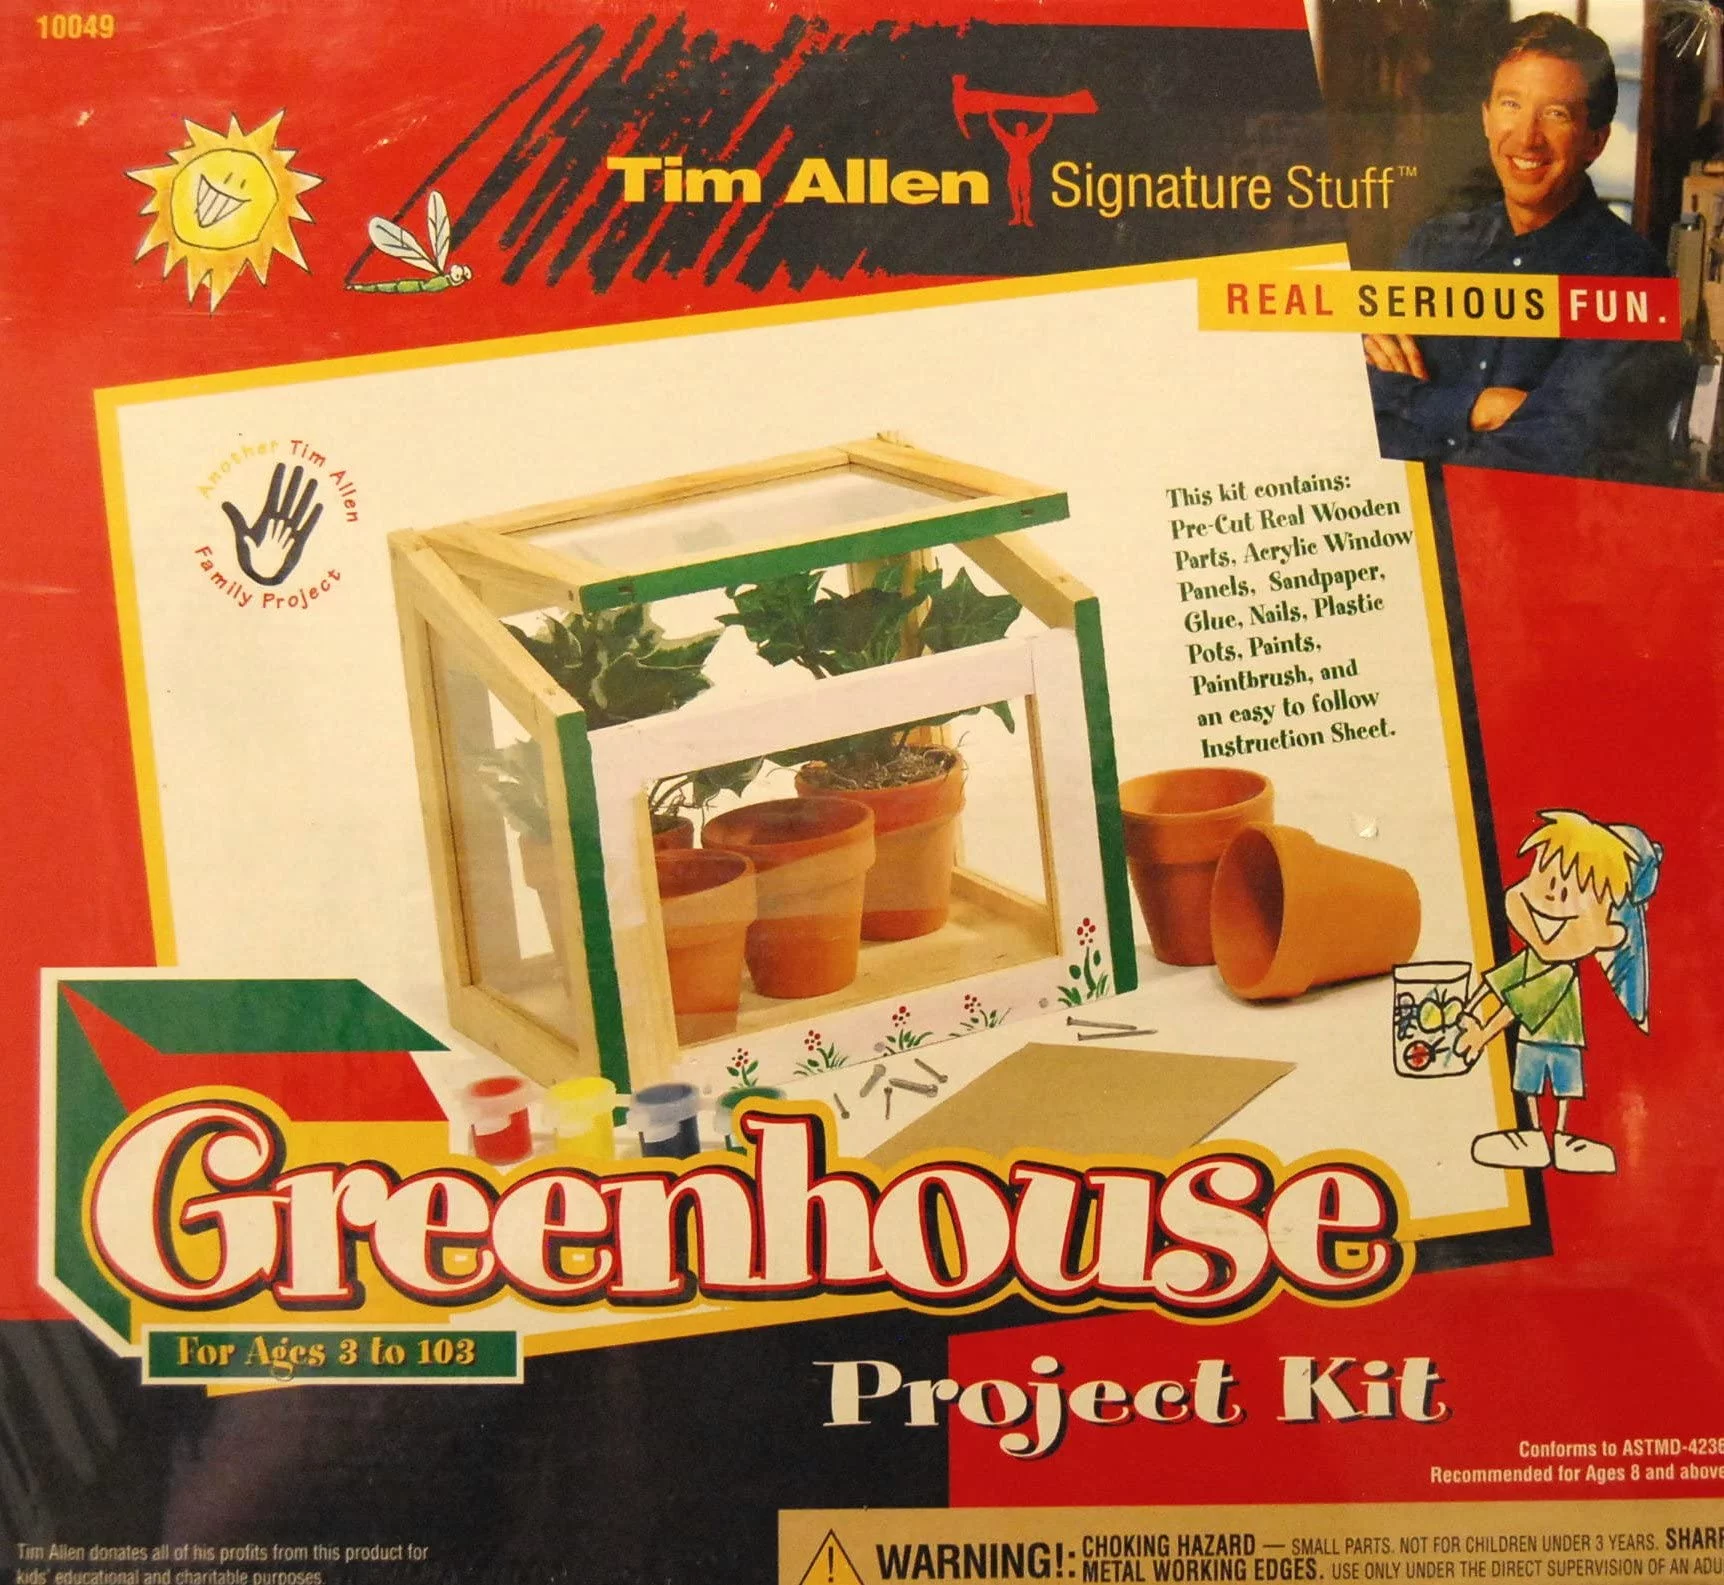 10049
Tim Allen Signature Stuff™
REAL SERIOUS FUN.
Another Tim Allen
Family Project
This kit contains:
Pre-Cut Real Wooden
Parts, Acrylic Window
Panels, Sandpaper,
Glue, Nails, Plastic
Pots, Paints,
Paintbrush, and
an easy to follow
Instruction Sheet.
Greenhouse
For Ages 3 to 103
Project Kit
Conforms to ASTMD-4236
Recommended for Ages 8 and above
Tim Allen donates all of his profits from this product for
kids' educational and charitable purposes.
WARNING!: CHOKING HAZARD — SMALL PARTS. NOT FOR CHILDREN UNDER 3 YEARS. SHARP
METAL WORKING EDGES. USE ONLY UNDER THE DIRECT SUPERVISION OF AN ADU